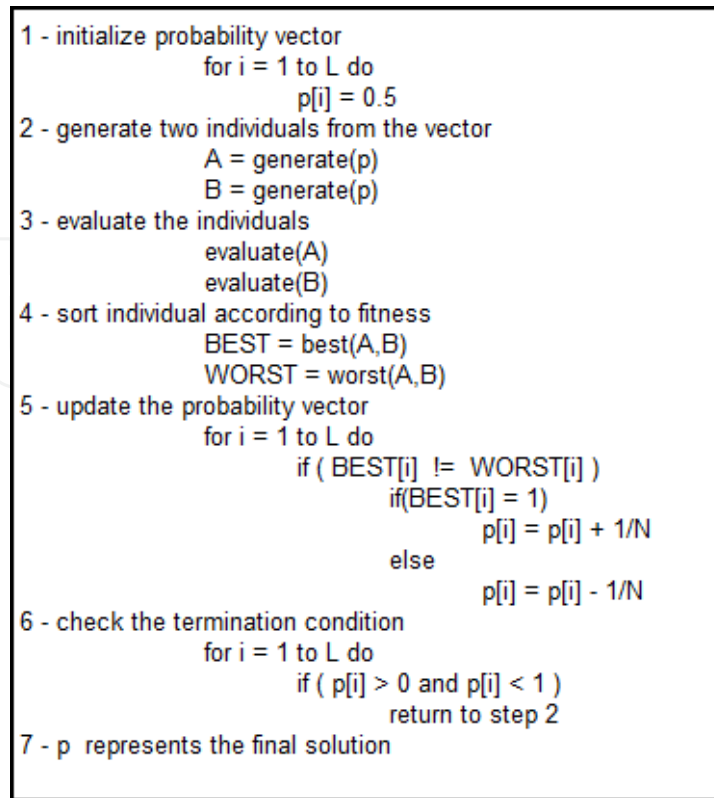 1 - initialize probability vector
for i = 1 to L do
p[i] = 0.5
2 - generate two individuals from the vector
A = generate(p)
B = generate(p)
3 - evaluate the individuals
evaluate(A)
evaluate(B)
4 - sort individual according to fitness
BEST = best(A,B)
WORST = worst(A,B)
5 - update the probability vector
for i = 1 to L do
if ( BEST[i] != WORST[i] )
if(BEST[i] = 1)
p[i] = p[i] + 1/N
else
p[i] = p[i] - 1/N
6 - check the termination condition
for i = 1 to L do
if ( p[i] > 0 and p[i] < 1 )
return to step 2
7 - p represents the final solution